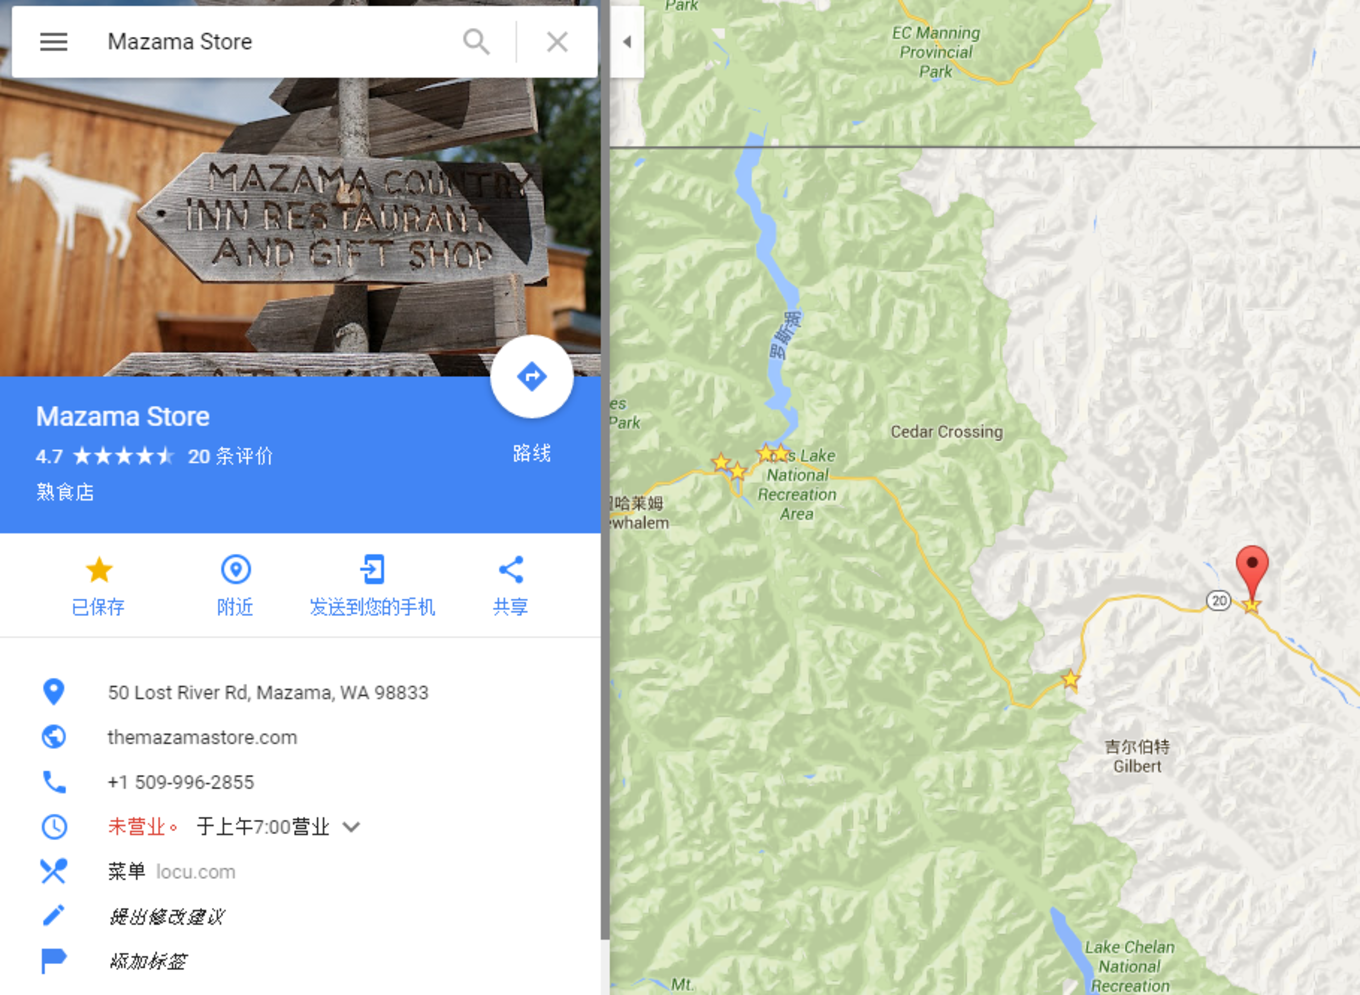 Mazama Store
MAZAMA COUNTRY
INN RESTAURANT
AND GIFT SHOP
Mazama Store
4.7 20 条评价
熟食店
路线
已保存
附近
发送到您的手机
共享
50 Lost River Rd, Mazama, WA 98833
themazamastore.com
+1 509-996-2855
未营业。 于上午7:00营业
菜单 locu.com
提出修改建议
添加标签
Park
EC Manning
Provincial
Park
罗斯湖
Park
Cedar Crossing
Lake
National
Recreation
Area
哈莱姆
20
吉尔伯特
Gilbert
Lake Chelan
National
Recreation
Mt.